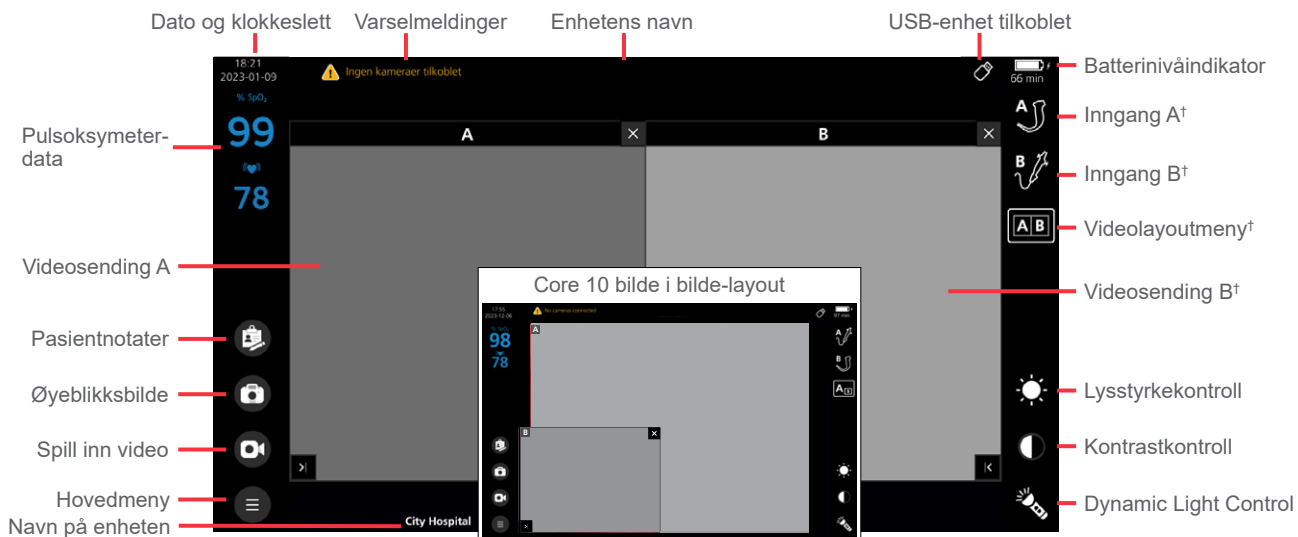 Dato og klokkeslett
Varselmeldinger
Enhetens navn
USB-enhet tilkoblet
18:21
2023-01-09
Ingen kameraer tilkoblet
66 min
Batterinivåindikator
% SpO₂
99
78
Pulsoksymeter-
data
A
B
A
Inngang A†
B
Inngang B†
A B
Videolayoutmeny†
Videosending A
Videosending B†
Core 10 bilde i bilde-layout
17:55
2023-12-06
No cameras connected
97 min
% SpO₂
98
78
A
A
B
A
B
Pasientnotater
Øyeblikksbilde
Spill inn video
Hovedmeny
Navn på enheten
City Hospital
Lysstyrkekontroll
Kontrastkontroll
Dynamic Light Control